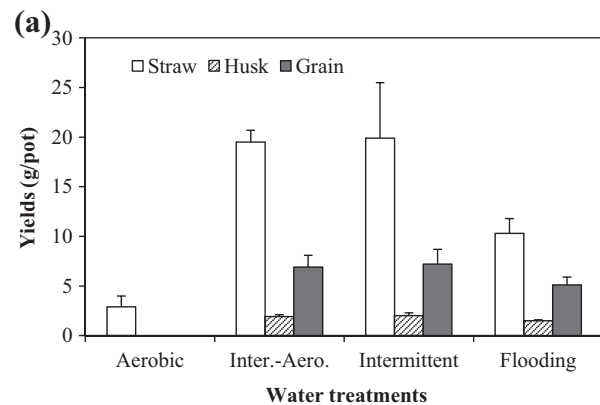 (a)
30
25
20
15
10
5
0
Yields (g/pot)
Straw Husk Grain
Aerobic Inter.-Aero. Intermittent Flooding
Water treatments